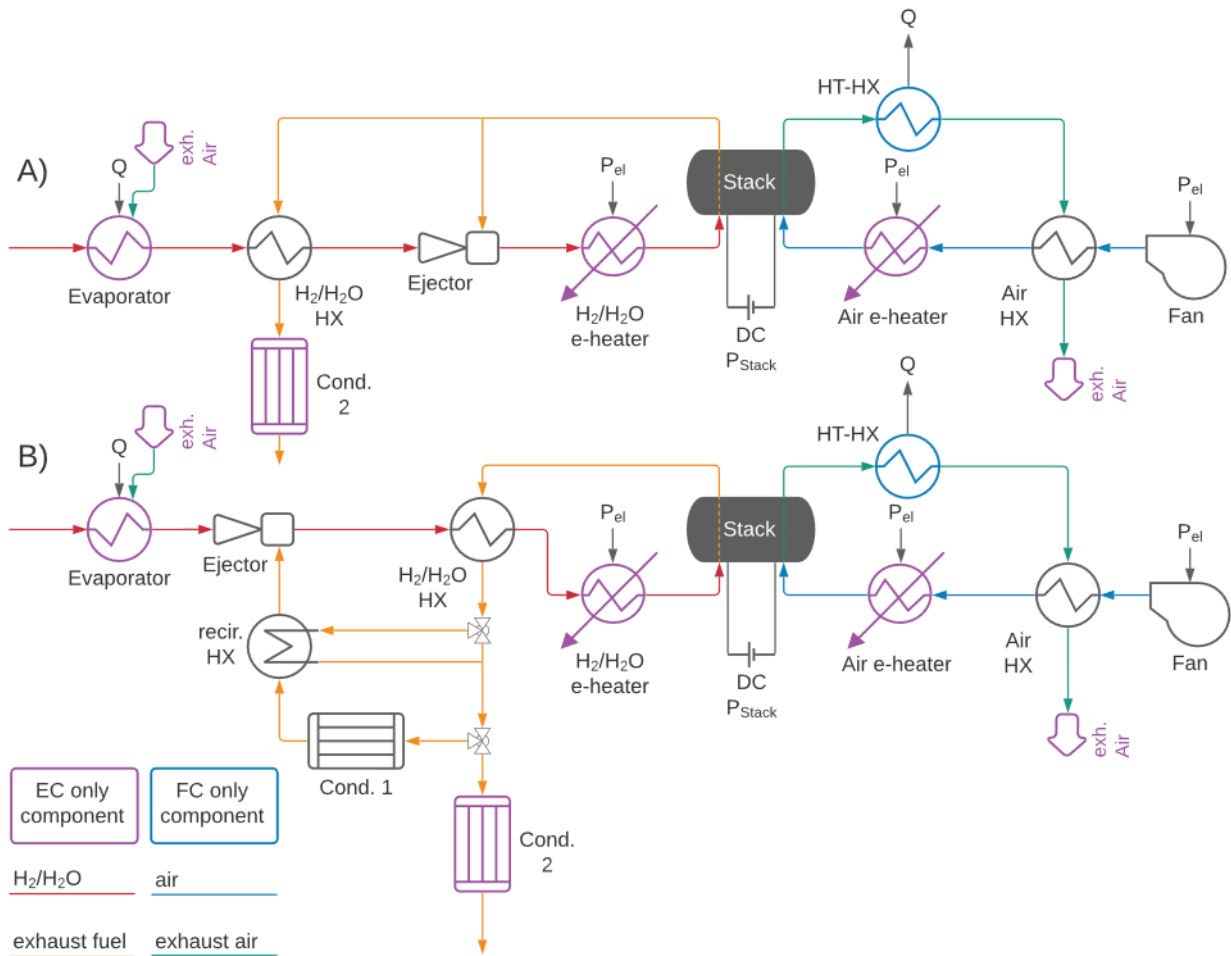 A)
exh.
Air
Q
Evaporator
H₂/H₂O
HX
Cond.
2
Ejector
Pel
H₂/H₂O
e-heater
Stack
DC
PStack
Q
HT-HX
Pel
Air e-heater
Air
HX
exh.
Air
Pel
Fan
B)
exh.
Air
Q
Evaporator
Ejector
recir.
HX
Cond. 1
H₂/H₂O
HX
Cond.
2
Pel
H₂/H₂O
e-heater
Stack
DC
PStack
Q
HT-HX
Pel
Air e-heater
Air
HX
exh.
Air
Pel
Fan
EC only
component
FC only
component
H₂/H₂O
air
exhaust fuel
exhaust air